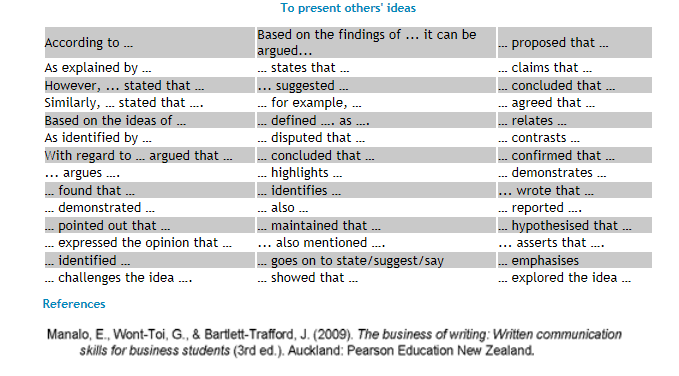 To present others' ideas
According to … Based on the findings of … it can be argued... … proposed that …
As explained by … … states that … … claims that …
However, ... stated that … ... suggested … … concluded that …
Similarly, … stated that …. … for example, … … agreed that …
Based on the ideas of … … defined …. as …. … relates …
As identified by … … disputed that … … contrasts …
With regard to … argued that … … concluded that … … confirmed that …
... argues …. … highlights … … demonstrates …
… found that … … identifies … ... wrote that …
… demonstrated … … also … … reported ….
… pointed out that … … maintained that … … hypothesised that …
… expressed the opinion that … ... also mentioned …. ... asserts that ….
… identified … … goes on to state/suggest/say … emphasises
… challenges the idea …. … showed that … … explored the idea …
References
Manalo, E., Wont-Toi, G., & Bartlett-Trafford, J. (2009). The business of writing: Written communication
skills for business students (3rd ed.). Auckland: Pearson Education New Zealand.